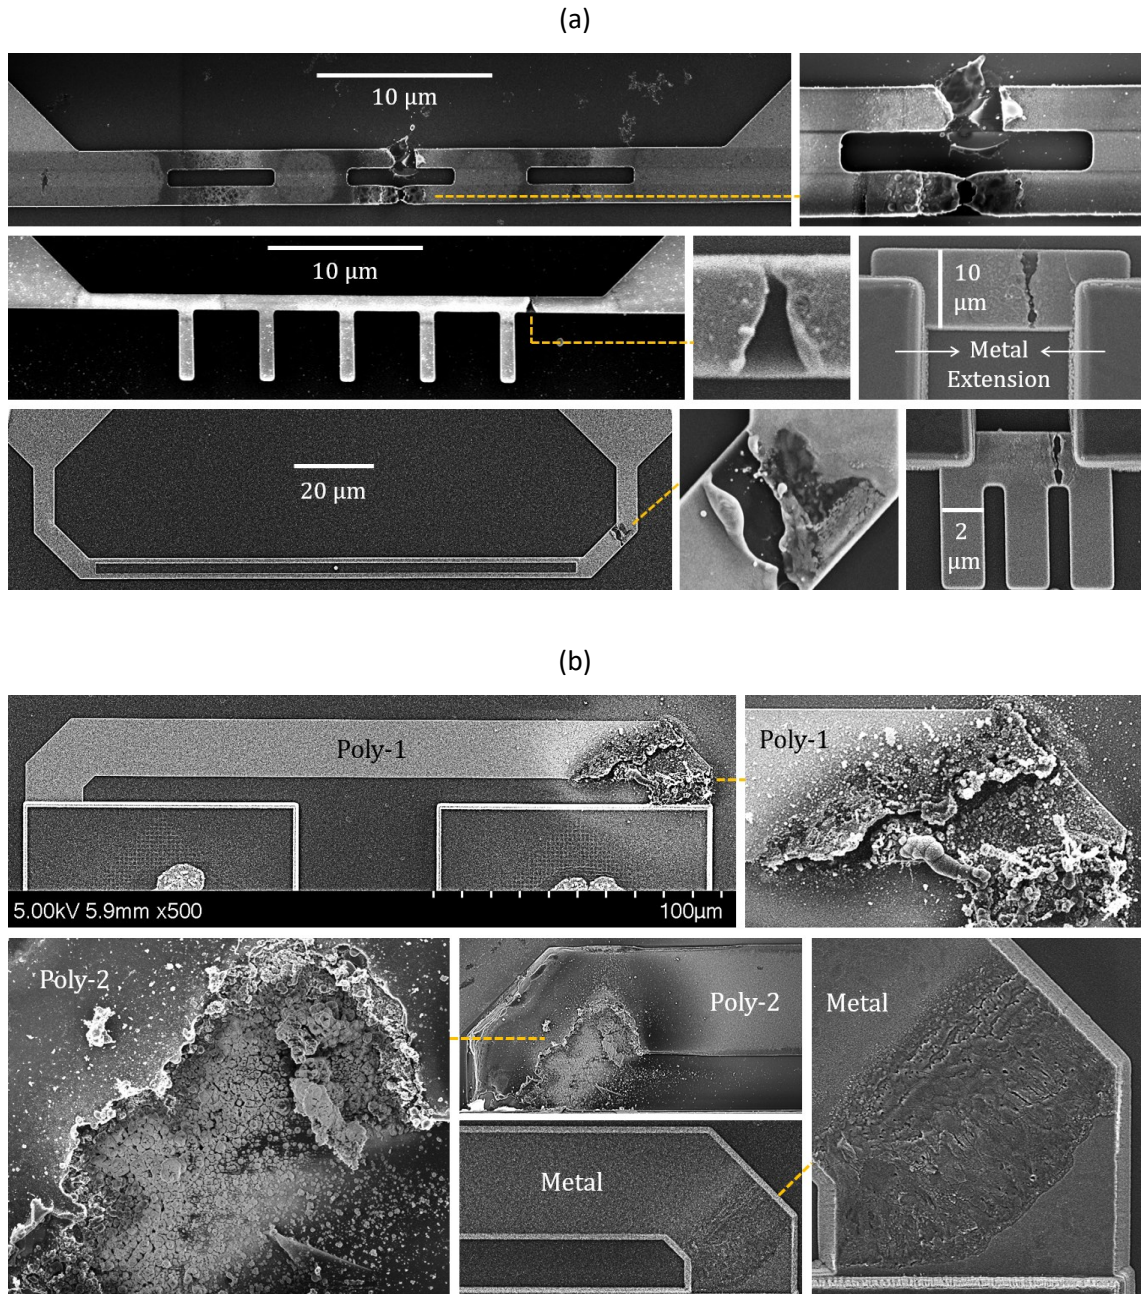 (a)
10 μm
10 μm
10
μm
Metal
Extension
20 μm
2
μm
(b)
Poly-1
5.00kV 5.9mm x500
100μm
Poly-1
Poly-2
Poly-2
Metal
Metal